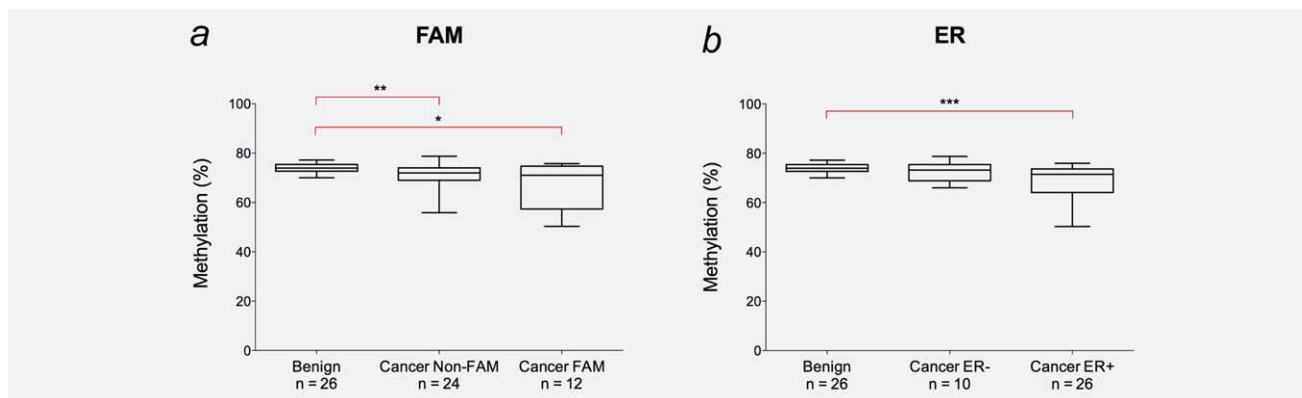 a
FAM
**
*
Methylation (%)
100
80
60
40
20
0
Benign
n = 26
Cancer Non-FAM
n = 24
Cancer FAM
n = 12
b
ER
***
Methylation (%)
100
80
60
40
20
0
Benign
n = 26
Cancer ER-
n = 10
Cancer ER+
n = 26